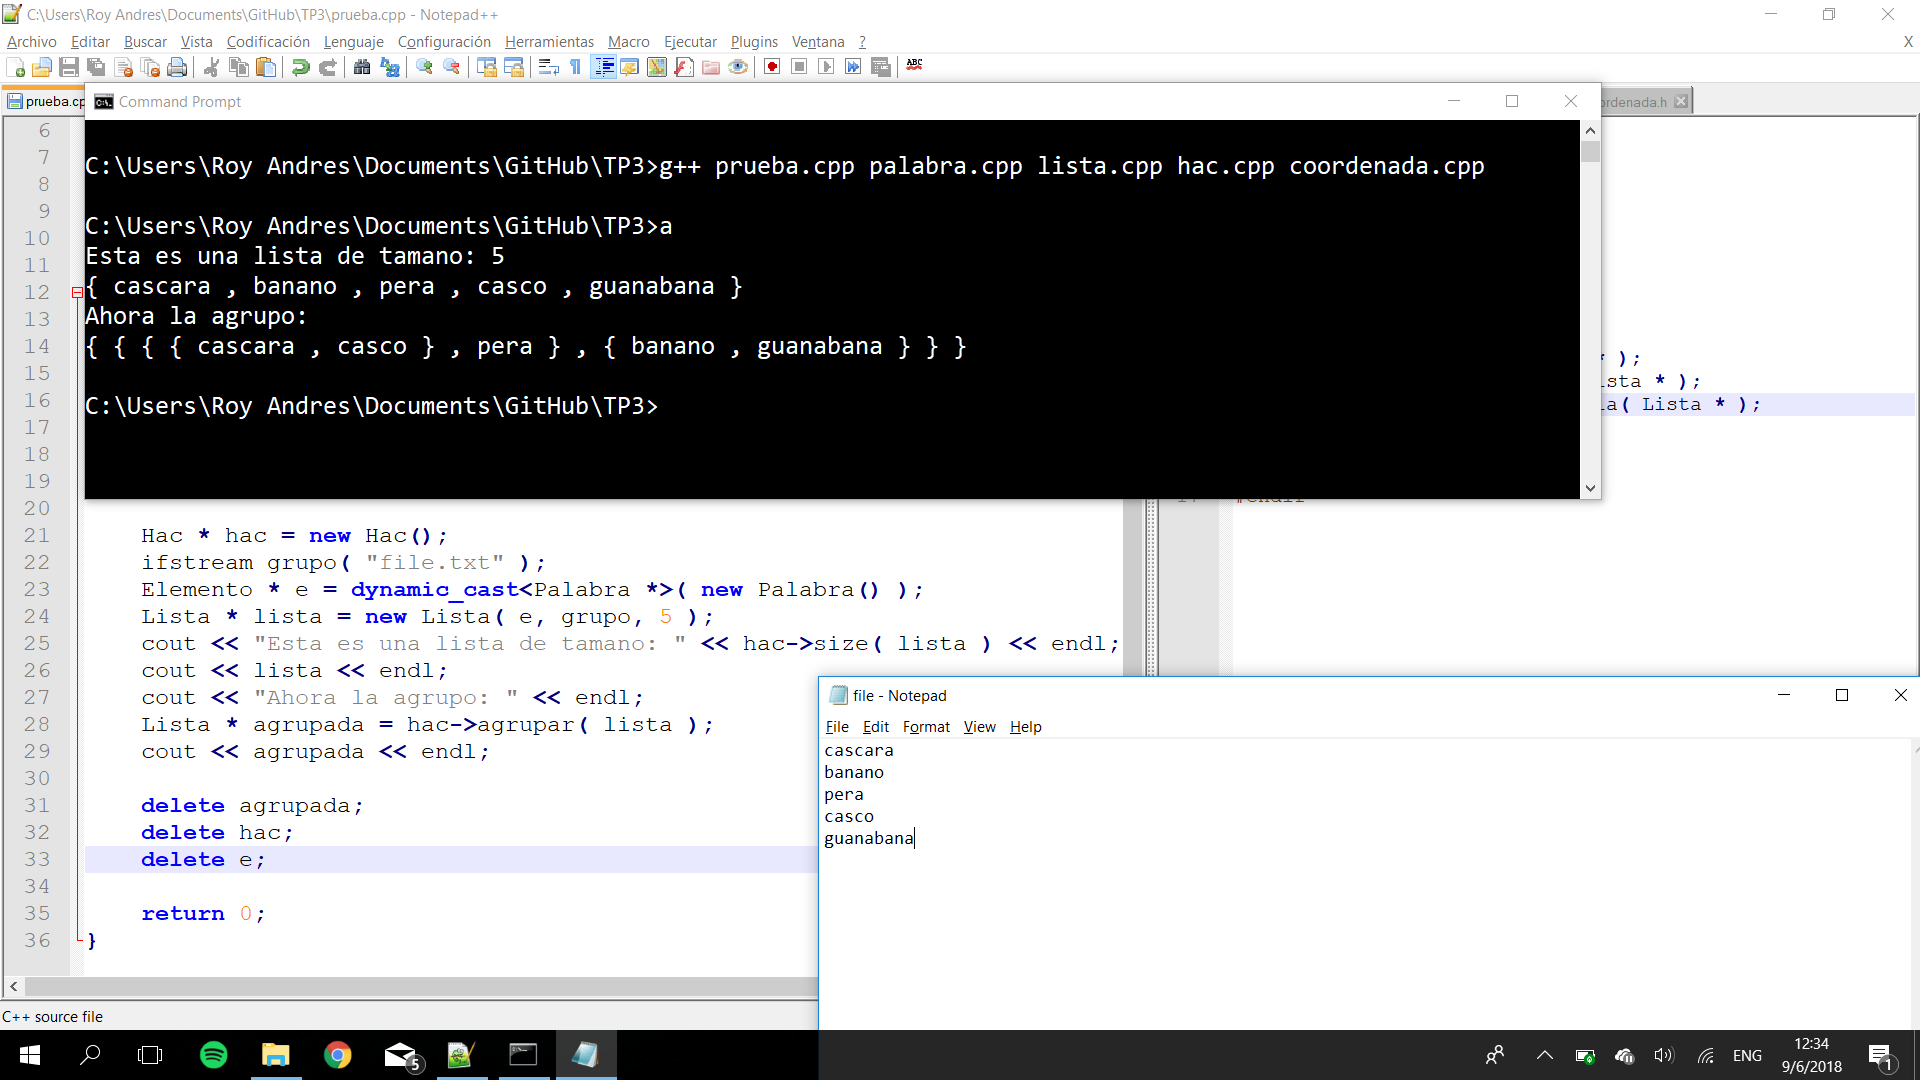 C:\Users\Roy Andres\Documents\GitHub\TP3\prueba.cpp - Notepad++
Archivo Editar Buscar Vista Codificación Lenguaje Configuración Herramientas Macro Ejecutar Plugins Ventana ? X
ABC
prueba.cp
Command Prompt
ordenada.h
C:\Users\Roy Andres\Documents\GitHub\TP3>g++ prueba.cpp palabra.cpp lista.cpp hac.cpp coordenada.cpp
C:\Users\Roy Andres\Documents\GitHub\TP3>a
Esta es una lista de tamano: 5
{ cascara , banano , pera , casco , guanabana }
Ahora la agrupo:
{ { { { cascara , casco } , pera } , { banano , guanabana } } }
C:\Users\Roy Andres\Documents\GitHub\TP3>
6
7
8
9
10
11
12
13
14
15
16
17
18
19
20
21 Hac * hac = new Hac();
22 ifstream grupo( "file.txt" );
23 Elemento * e = dynamic_cast<Palabra *>( new Palabra() );
24 Lista * lista = new Lista( e, grupo, 5 );
25 cout << "Esta es una lista de tamano: " << hac->size( lista ) << endl;
26 cout << lista << endl;
27 cout << "Ahora la agrupo: " << endl;
28 Lista * agrupada = hac->agrupar( lista );
29 cout << agrupada << endl;
30
31 delete agrupada;
32 delete hac;
33 delete e;
34
35 return 0;
36 }
* );
ista * );
la( Lista * );
file - Notepad
File Edit Format View Help
cascara
banano
pera
casco
guanabana
C++ source file
5
ENG
12:34
9/6/2018
1